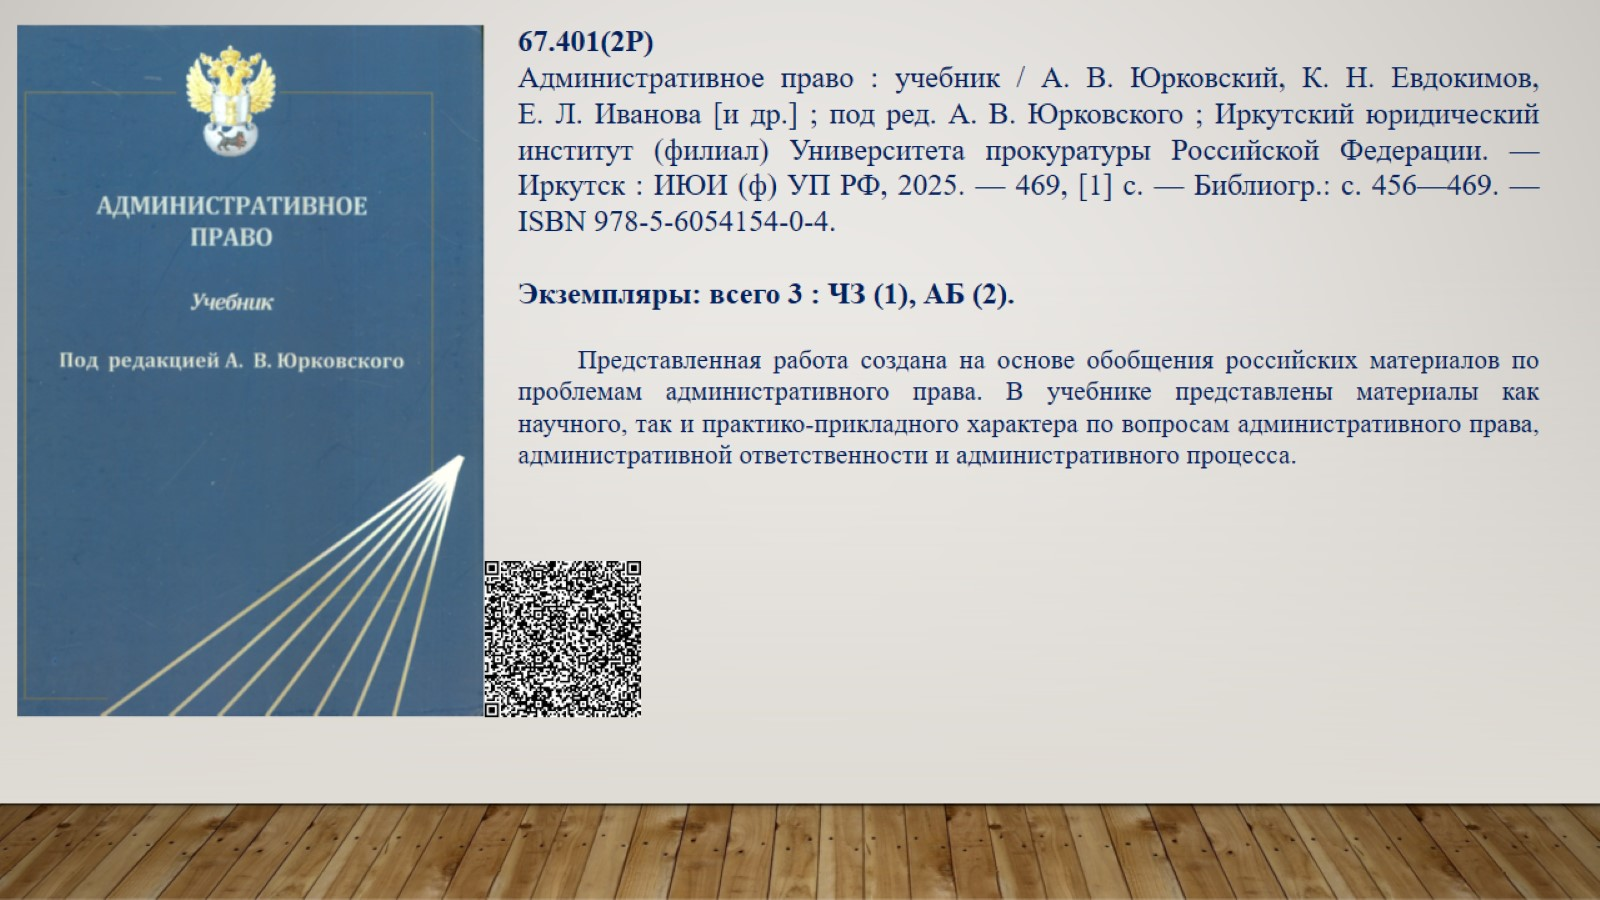 АДМИНИСТРАТИВНОЕ
ПРАВО
Учебник
Под редакцией А. В. Юрковского
67.401(2Р)
Административное право : учебник / А. В. Юрковский, К. Н. Евдокимов,
Е. Л. Иванова [и др.] ; под ред. А. В. Юрковского ; Иркутский юридический
институт (филиал) Университета прокуратуры Российской Федерации. —
Иркутск : ИЮИ (ф) УП РФ, 2025. — 469, [1] с. — Библиогр.: с. 456—469. —
ISBN 978-5-6054154-0-4.
Экземпляры: всего 3 : ЧЗ (1), АБ (2).
Представленная работа создана на основе обобщения российских материалов по
проблемам административного права. В учебнике представлены материалы как
научного, так и практико-прикладного характера по вопросам административного права,
административной ответственности и административного процесса.